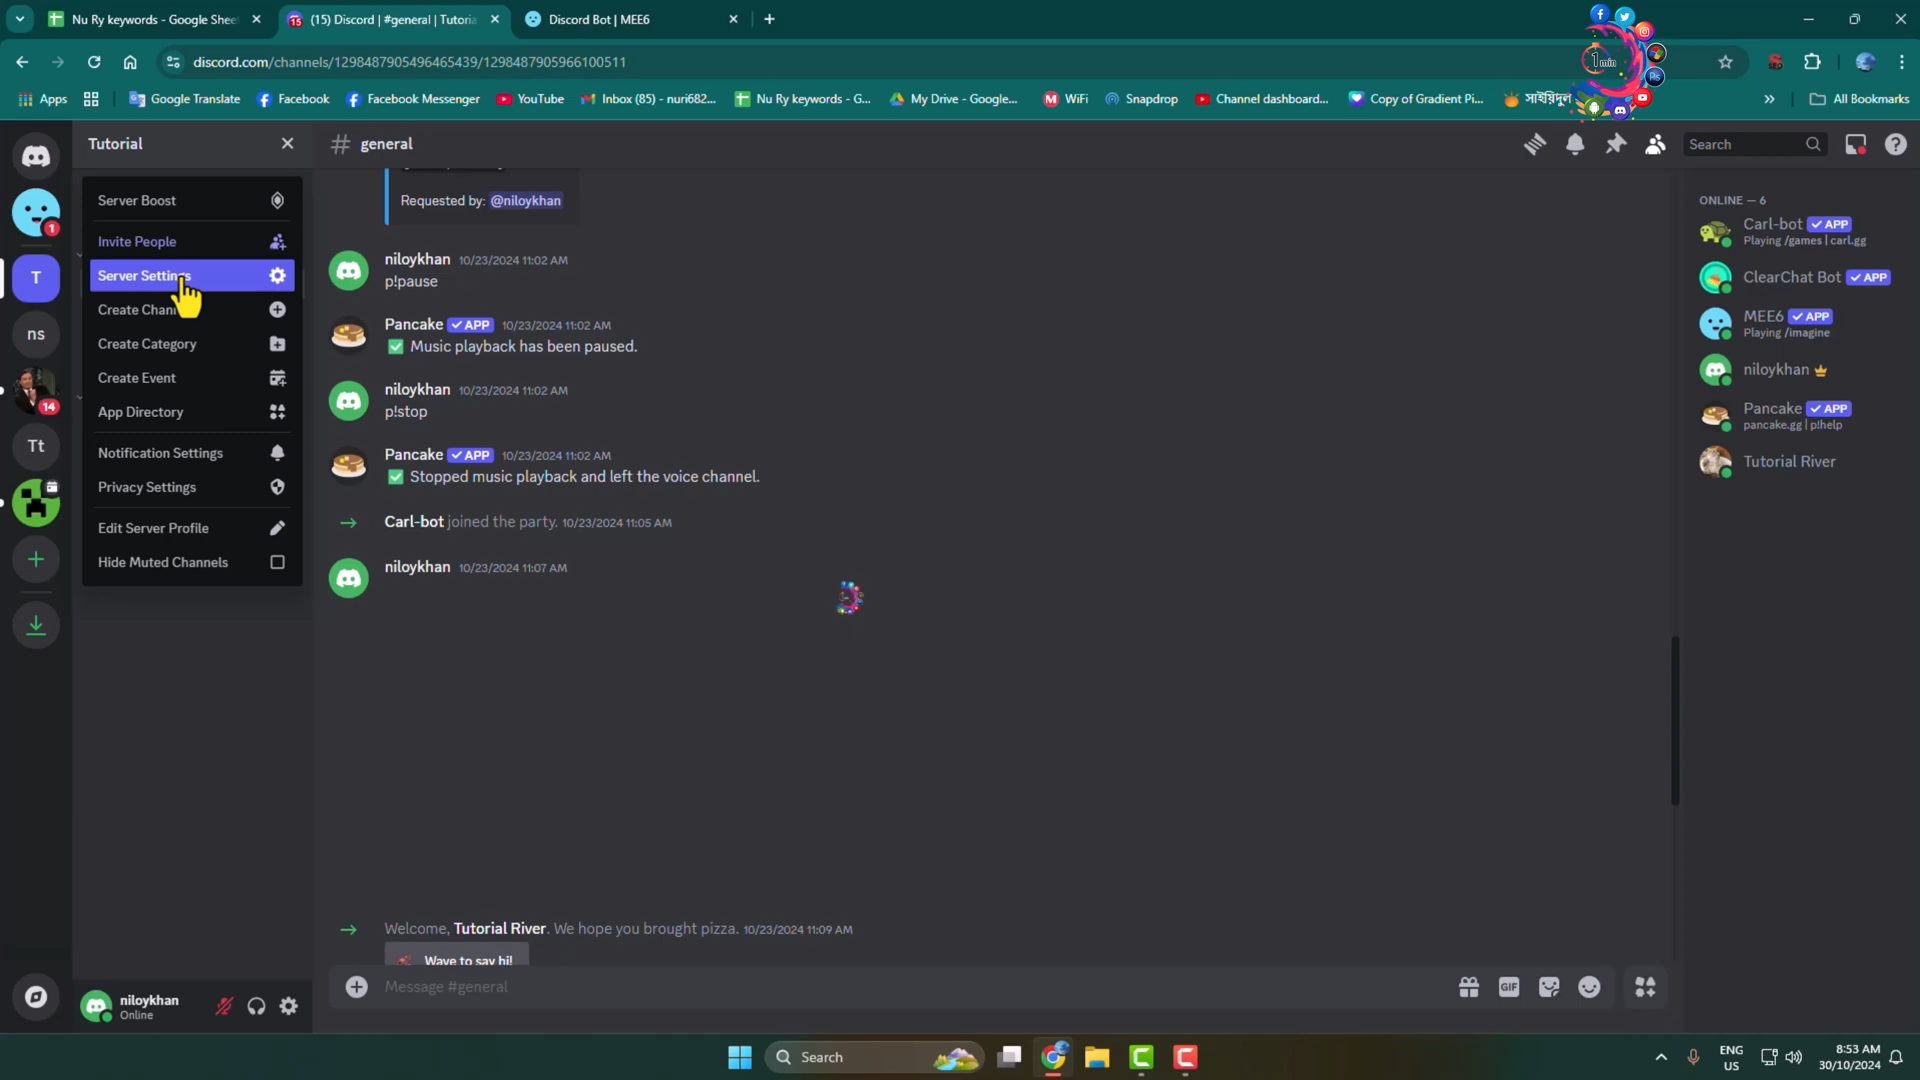 Nu Ry keywords - Google Shee
(15) Discord | #general | Tutoria
Discord Bot | MEE6
discord.com/channels/1298487905496465439/1298487905966100511
1 min
Ps
Apps
Google Translate
Facebook
Facebook Messenger
YouTube
Inbox (85) - nuri682...
Nu Ry keywords - G...
My Drive - Google...
WiFi
Snapdrop
Channel dashboard...
Copy of Gradient Pi...
সাইয়িদুল
All Bookmarks
Tutorial
general
Search
Server Boost
Invite People
Server Settings
Create Chann
Create Category
Create Event
App Directory
Notification Settings
Privacy Settings
Edit Server Profile
Hide Muted Channels
1
T
ns
14
Tt
Requested by: @niloykhan
niloykhan 10/23/2024 11:02 AM
p!pause
Pancake ✓ APP 10/23/2024 11:02 AM
✅ Music playback has been paused.
niloykhan 10/23/2024 11:02 AM
p!stop
Pancake ✓ APP 10/23/2024 11:02 AM
✅ Stopped music playback and left the voice channel.
Carl-bot joined the party. 10/23/2024 11:05 AM
niloykhan 10/23/2024 11:07 AM
Welcome, Tutorial River. We hope you brought pizza. 10/23/2024 11:09 AM
Wave to say hi!
Message #general
GIF
ONLINE — 6
Carl-bot ✓ APP
Playing /games | carl.gg
ClearChat Bot ✓ APP
MEE6 ✓ APP
Playing /imagine
niloykhan
Pancake ✓ APP
pancake.gg | p!help
Tutorial River
niloykhan
Online
Search
ENG
US
8:53 AM
30/10/2024